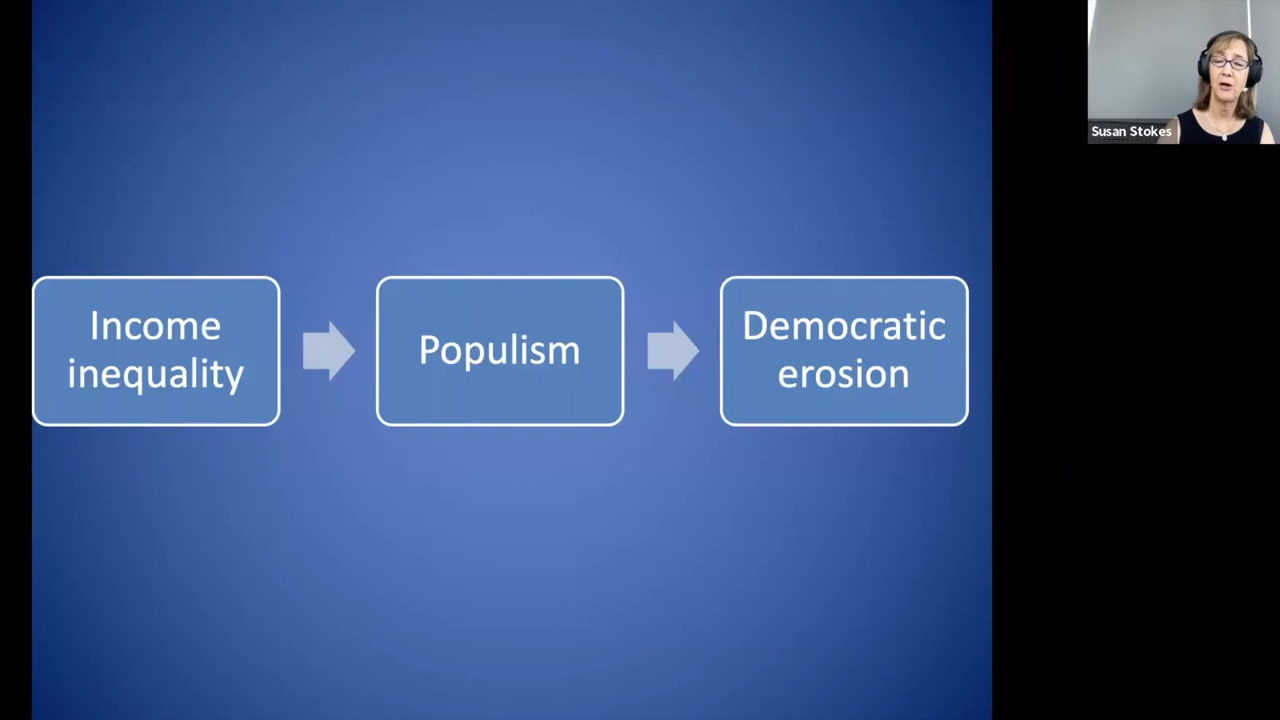 Income
inequality
Populism
Democratic
erosion
Susan Stokes